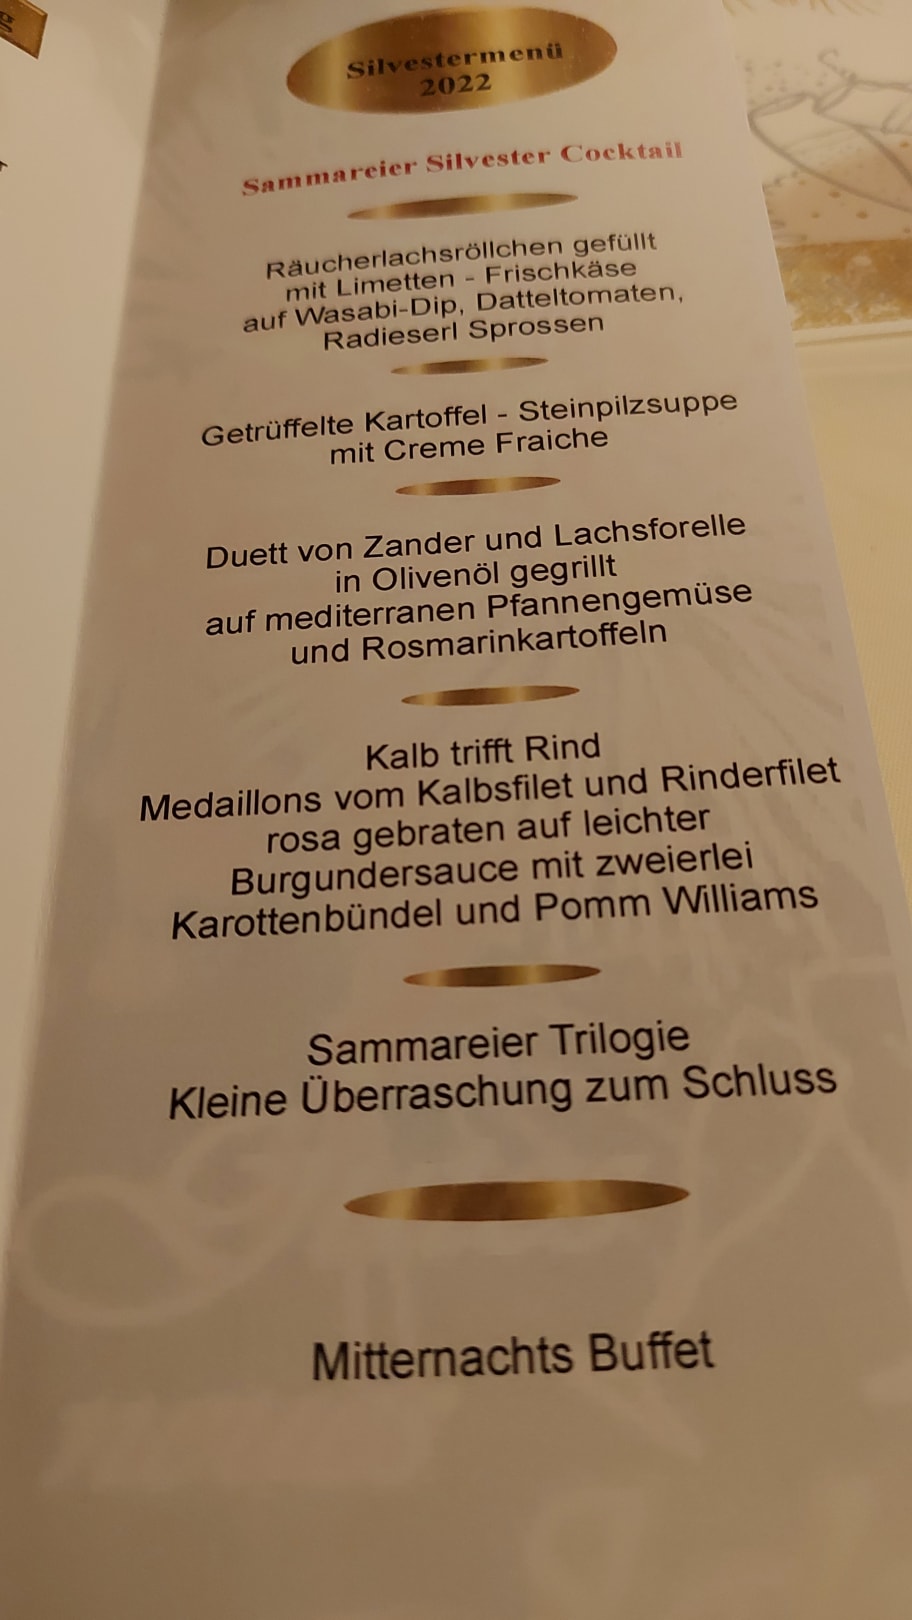 Silvestermenü
2022
Sammareier Silvester Cocktail
Räucherlachsröllchen gefüllt
mit Limetten - Frischkäse
auf Wasabi-Dip, Datteltomaten,
Radieserl Sprossen
Getrüffelte Kartoffel - Steinpilzsuppe
mit Creme Fraiche
Duett von Zander und Lachsforelle
in Olivenöl gegrillt
auf mediterranen Pfannengemüse
und Rosmarinkartoffeln
Kalb trifft Rind
Medaillons vom Kalbsfilet und Rinderfilet
rosa gebraten auf leichter
Burgundersauce mit zweierlei
Karottenbündel und Pomm Williams
Sammareier Trilogie
Kleine Überraschung zum Schluss
Mitternachts Buffet